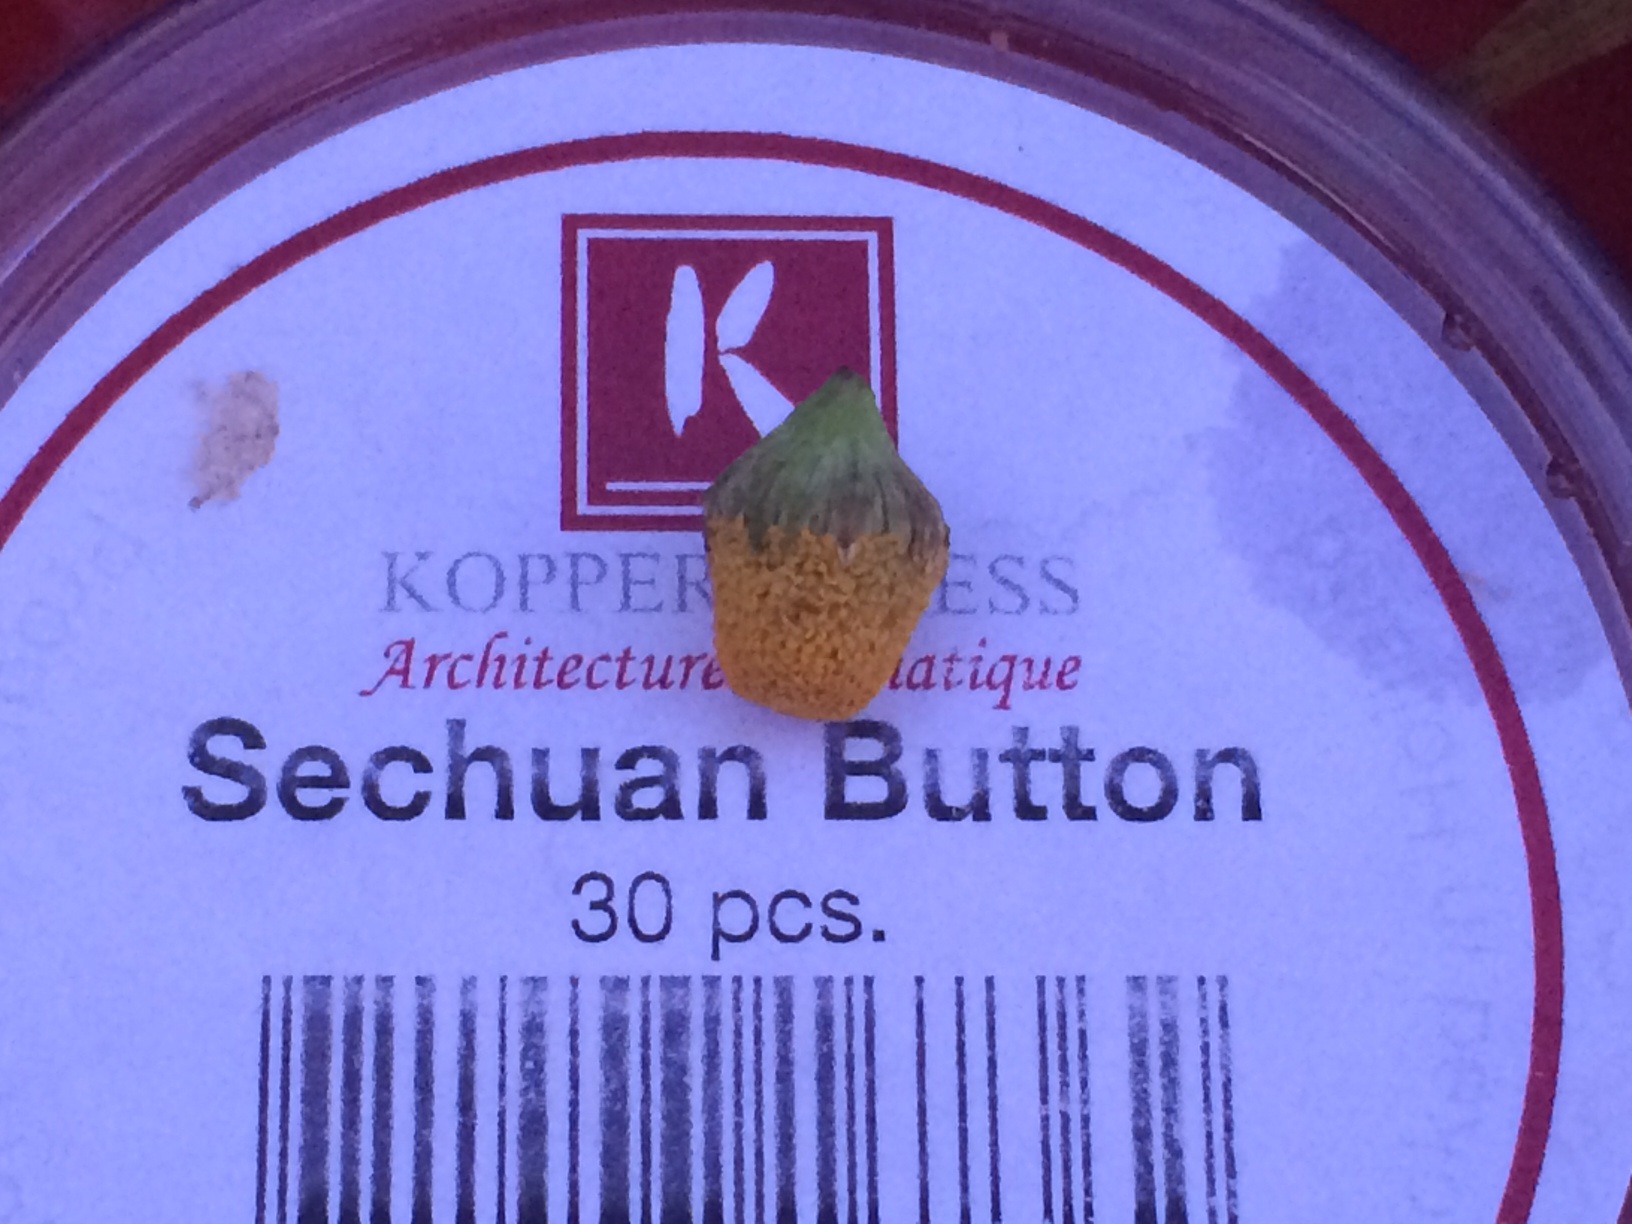 K
KOPPER ESS
Architecture atique
Sechuan Button
30 pcs.